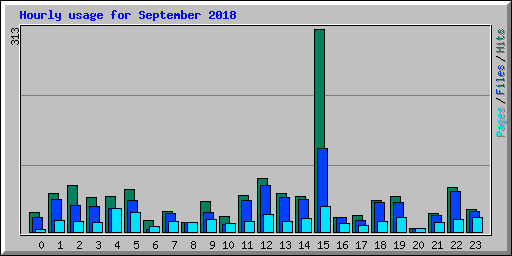 Hourly usage for September 2018
313
Pages / Files / Hits
0 1 2 3 4 5 6 7 8 9 10 11 12 13 14 15 16 17 18 19 20 21 22 23